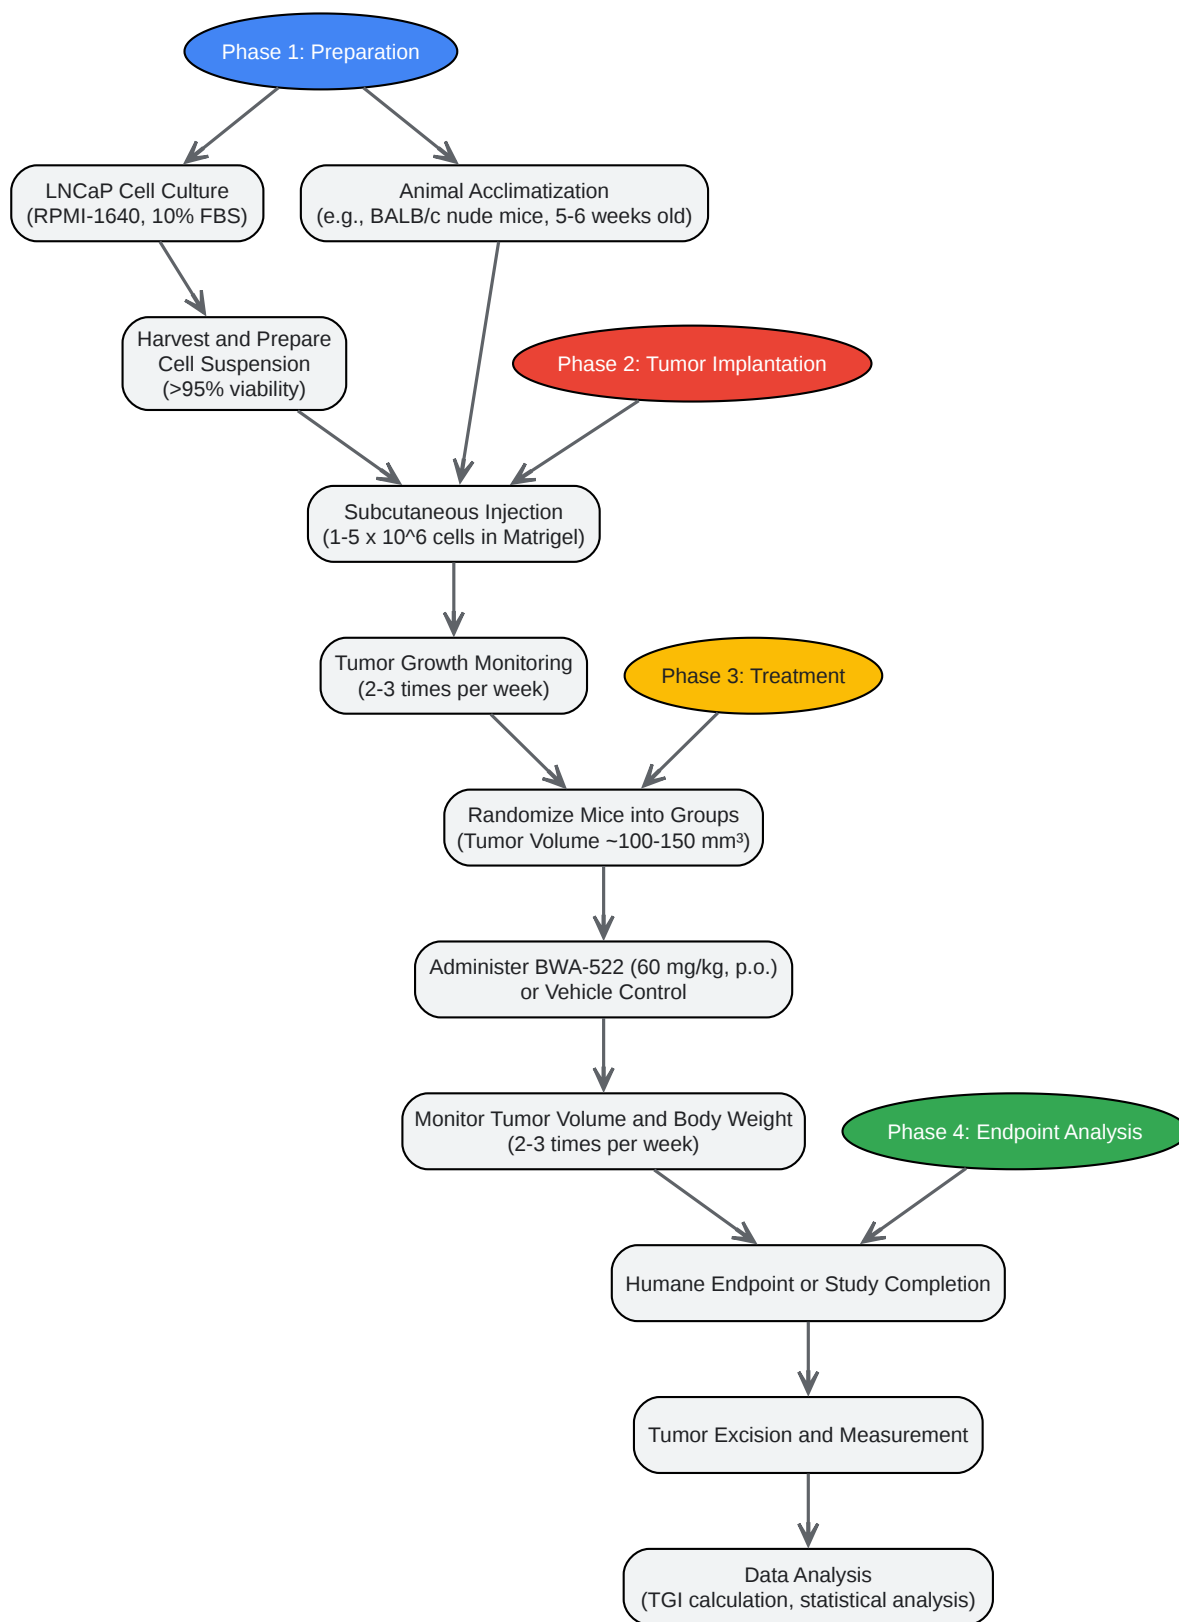 Phase 1: Preparation
LNCaP Cell Culture
(RPMI-1640, 10% FBS)
Animal Acclimatization
(e.g., BALB/c nude mice, 5-6 weeks old)
Harvest and Prepare
Cell Suspension
(>95% viability)
Phase 2: Tumor Implantation
Subcutaneous Injection
(1-5 x 10^6 cells in Matrigel)
Tumor Growth Monitoring
(2-3 times per week)
Phase 3: Treatment
Randomize Mice into Groups
(Tumor Volume ~100-150 mm³)
Administer BWA-522 (60 mg/kg, p.o.)
or Vehicle Control
Monitor Tumor Volume and Body Weight
(2-3 times per week)
Phase 4: Endpoint Analysis
Humane Endpoint or Study Completion
Tumor Excision and Measurement
Data Analysis
(TGI calculation, statistical analysis)